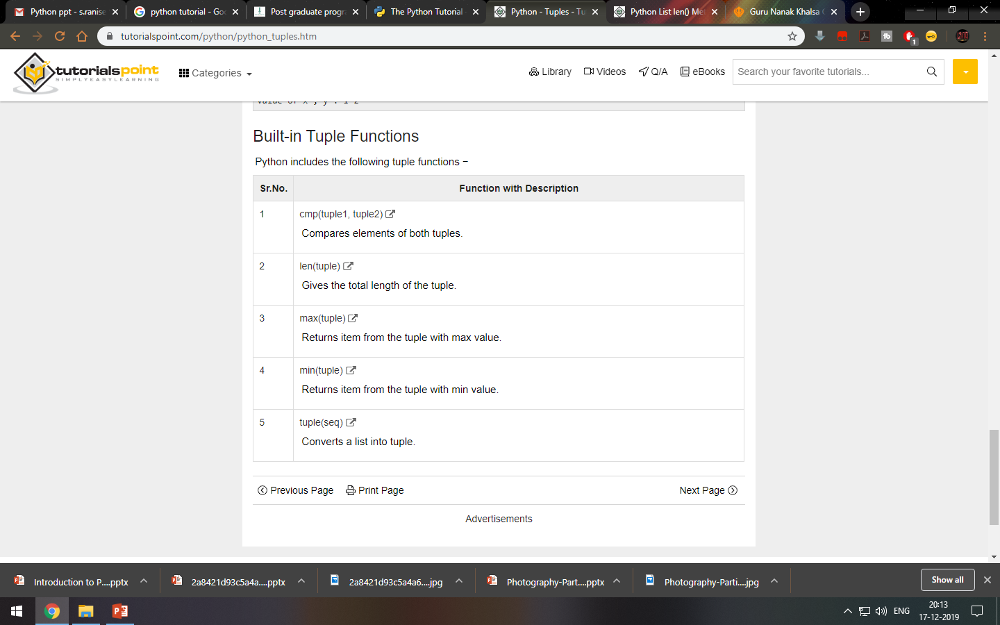 Python ppt - s.ranise
python tutorial - Goo
Post graduate progra
The Python Tutorial
Python - Tuples - Tu
Python List len() Me
Guru Nanak Khalsa C
tutorialspoint.com/python/python_tuples.htm
1
tutorialspoint
SIMPLYEASYLEARNING
Categories
Library
Videos
Q/A
eBooks
Search your favorite tutorials...
Built-in Tuple Functions
Python includes the following tuple functions −
Sr.No. Function with Description
1 cmp(tuple1, tuple2)
Compares elements of both tuples.
2 len(tuple)
Gives the total length of the tuple.
3 max(tuple)
Returns item from the tuple with max value.
4 min(tuple)
Returns item from the tuple with min value.
5 tuple(seq)
Converts a list into tuple.
Previous Page
Print Page
Next Page
Advertisements
Introduction to P....pptx
2a8421d93c5a4a....pptx
2a8421d93c5a4a6....jpg
Photography-Part....pptx
Photography-Parti....jpg
Show all
ENG
20:13
17-12-2019